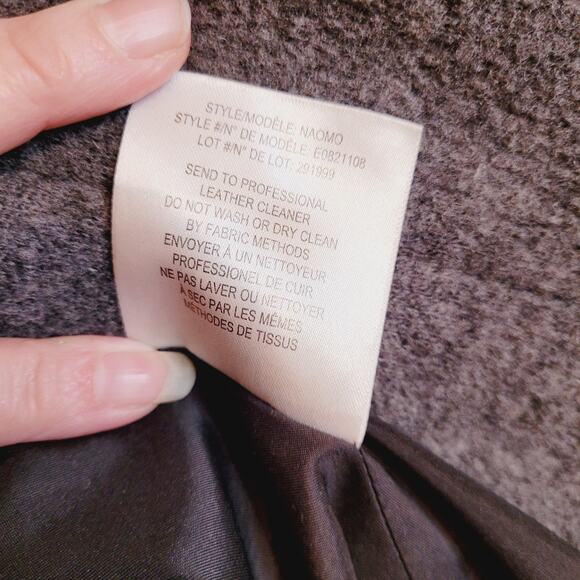 STYLE/MODÈLE: NAOMO
STYLE #/N° DE MODÈLE: E0821108
LOT #/N° DE LOT: 291999
SEND TO PROFESSIONAL
LEATHER CLEANER
DO NOT WASH OR DRY CLEAN
BY FABRIC METHODS
ENVOYER À UN NETTOYEUR
PROFESSIONEL DE CUIR
NE PAS LAVER OU NETTOYER
À SEC PAR LES MÊMES
MÉTHODES DE TISSUS